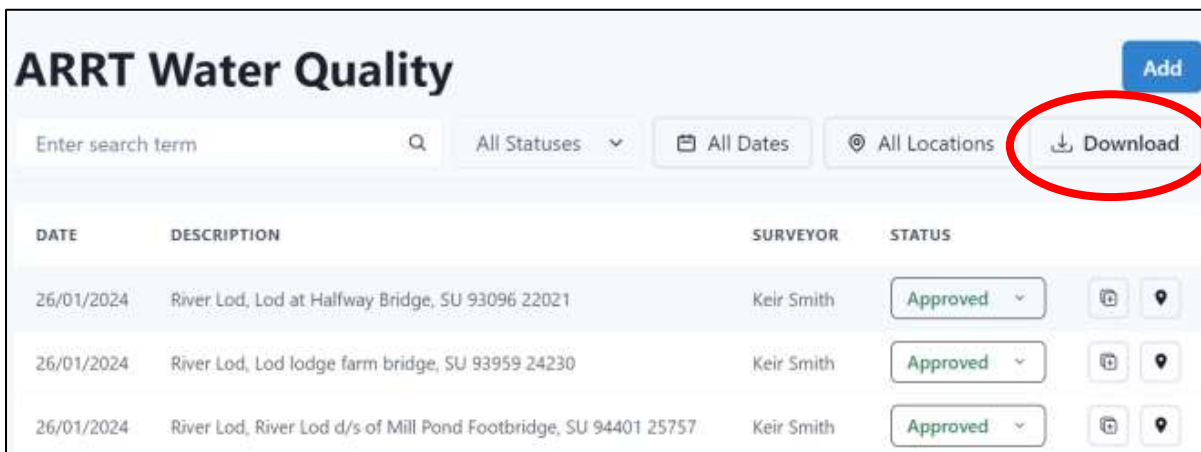 ARRT Water Quality
Add
Enter search term All Statuses All Dates All Locations Download
DATE DESCRIPTION SURVEYOR STATUS
26/01/2024 River Lod, Lod at Halfway Bridge, SU 93096 22021 Keir Smith Approved
26/01/2024 River Lod, Lod lodge farm bridge, SU 93959 24230 Keir Smith Approved
26/01/2024 River Lod, River Lod d/s of Mill Pond Footbridge, SU 94401 25757 Keir Smith Approved